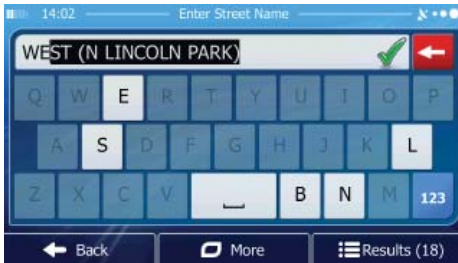 14:02 Enter Street Name
WEST (N LINCOLN PARK)
Q W E R T Y U I O P
A S D F G H J K L
Z X C V B N M 123
Back More Results (18)